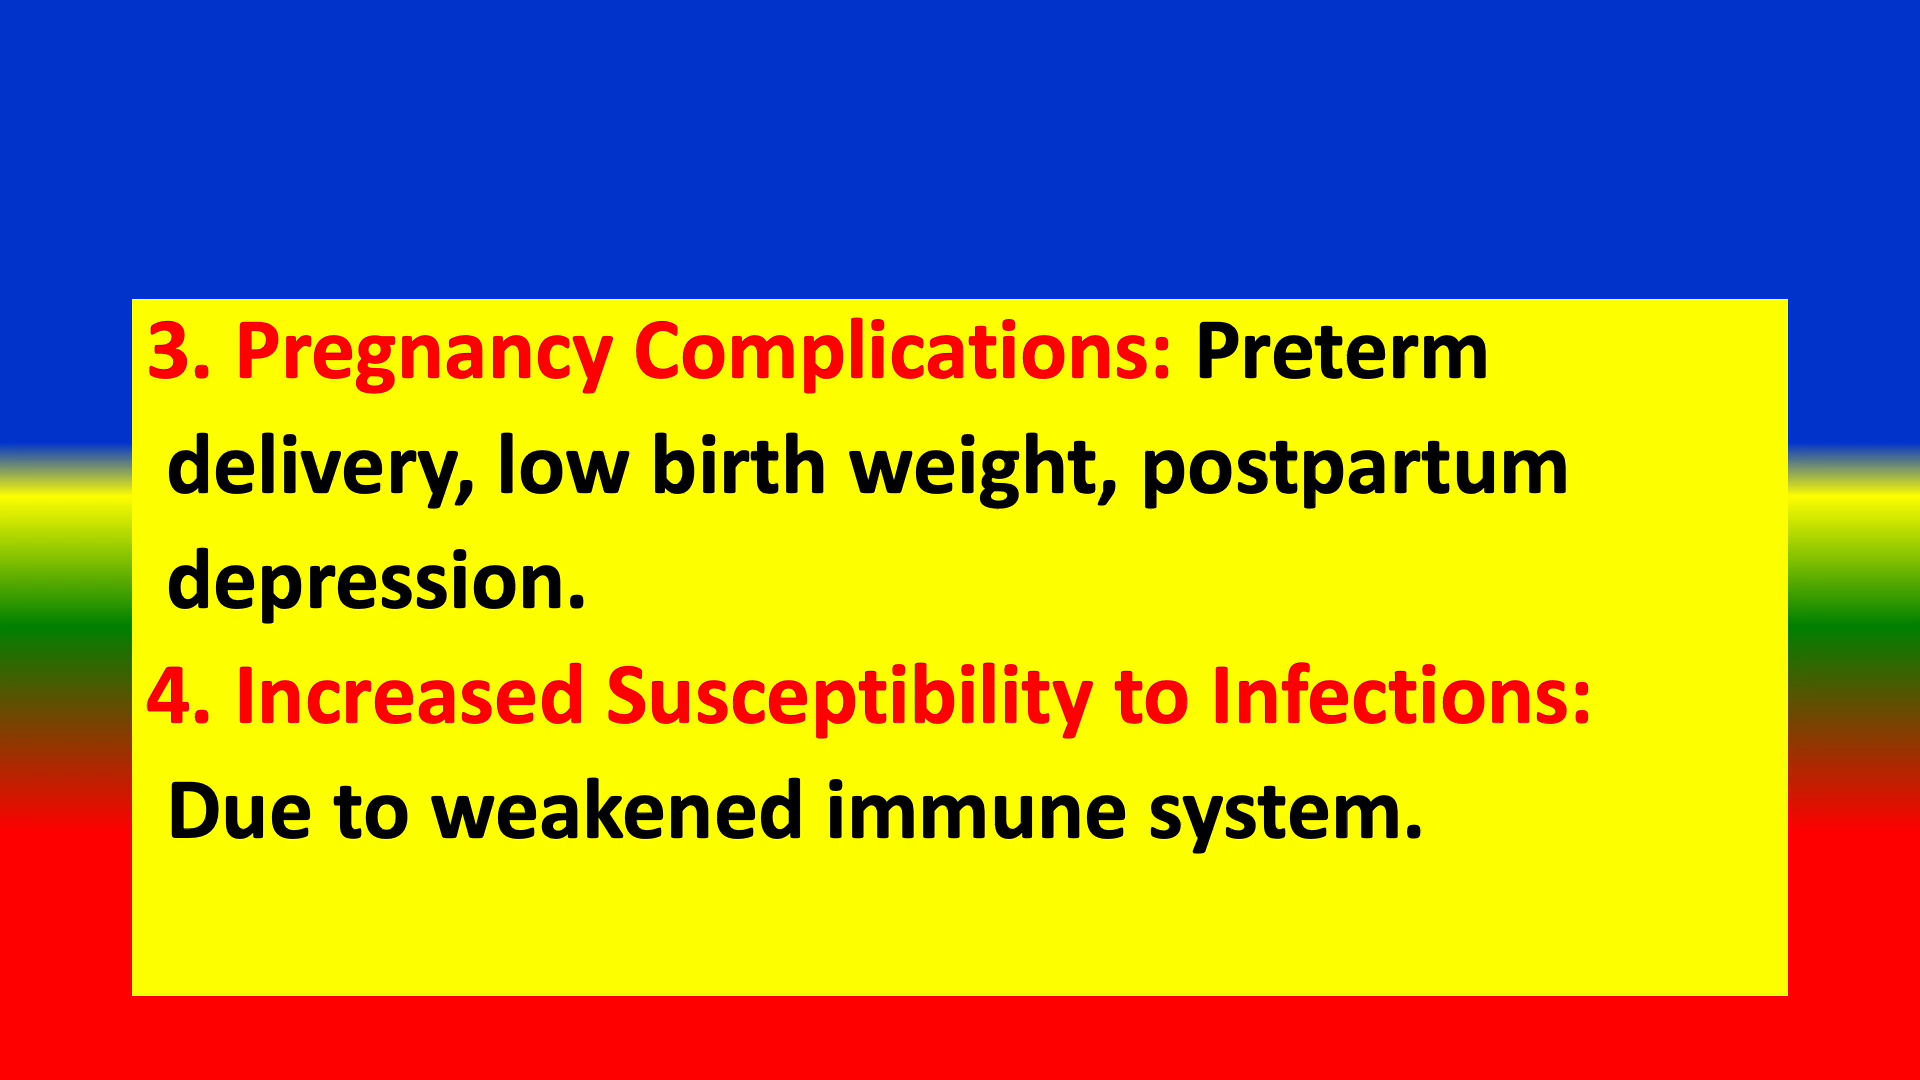 3. Pregnancy Complications: Preterm
delivery, low birth weight, postpartum
depression.
4. Increased Susceptibility to Infections:
Due to weakened immune system.